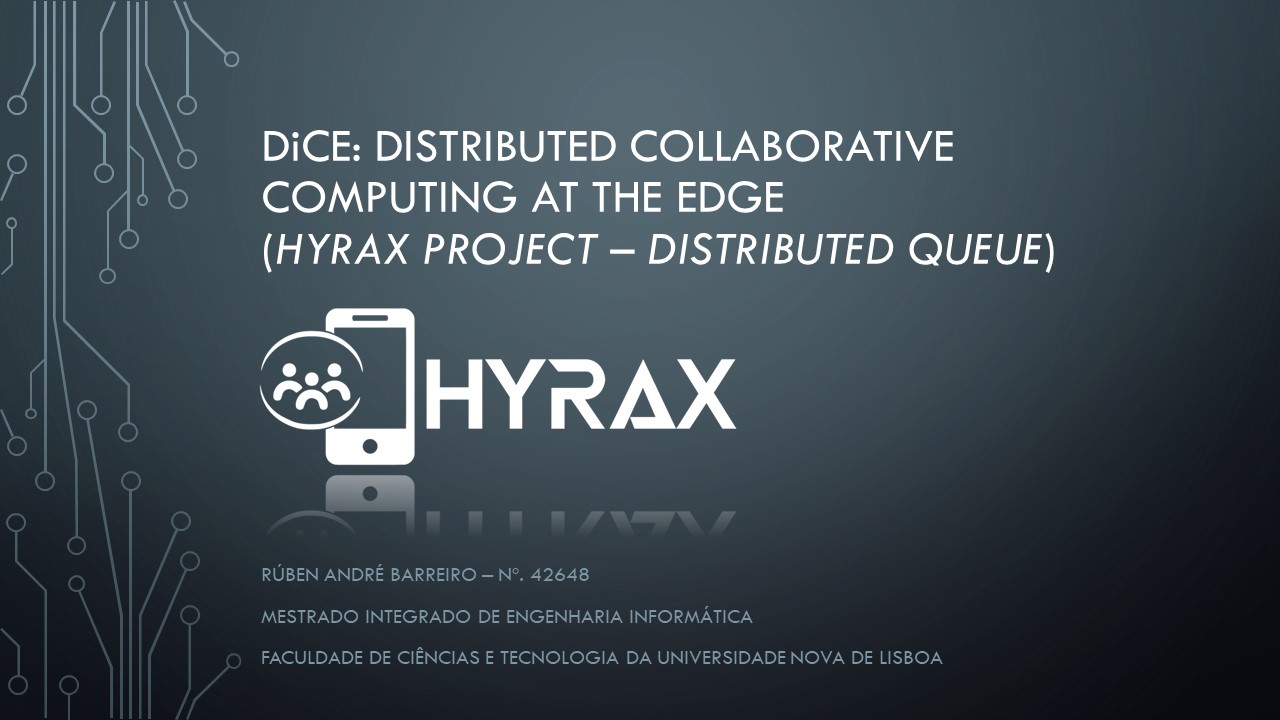 DiCE: DISTRIBUTED COLLABORATIVE
COMPUTING AT THE EDGE
(HYRAX PROJECT – DISTRIBUTED QUEUE)
HYRAX
RÚBEN ANDRÉ BARREIRO – Nº. 42648
MESTRADO INTEGRADO DE ENGENHARIA INFORMÁTICA
FACULDADE DE CIÊNCIAS E TECNOLOGIA DA UNIVERSIDADE NOVA DE LISBOA